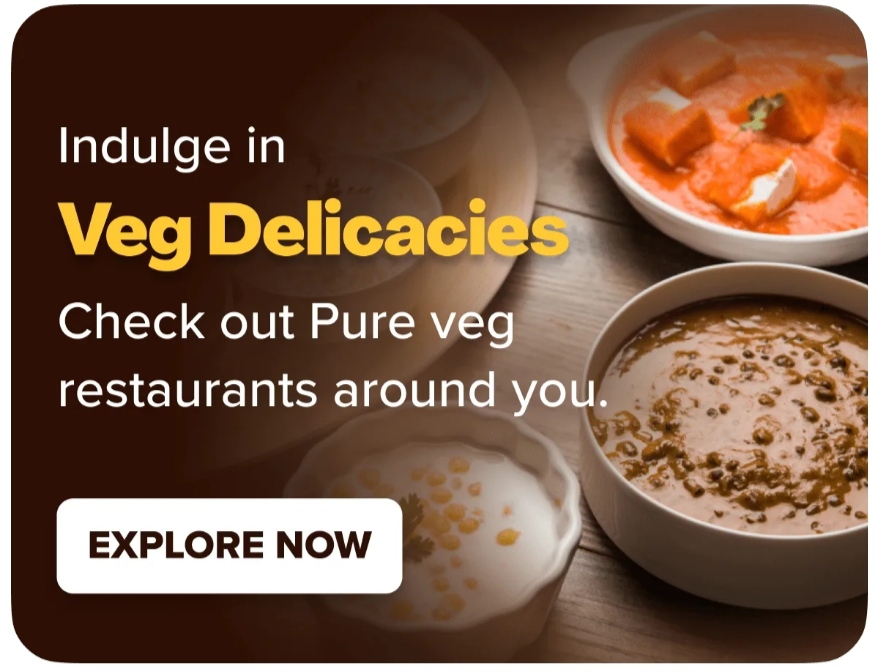 Indulge in
Veg Delicacies
Check out Pure veg
restaurants around you.
EXPLORE NOW